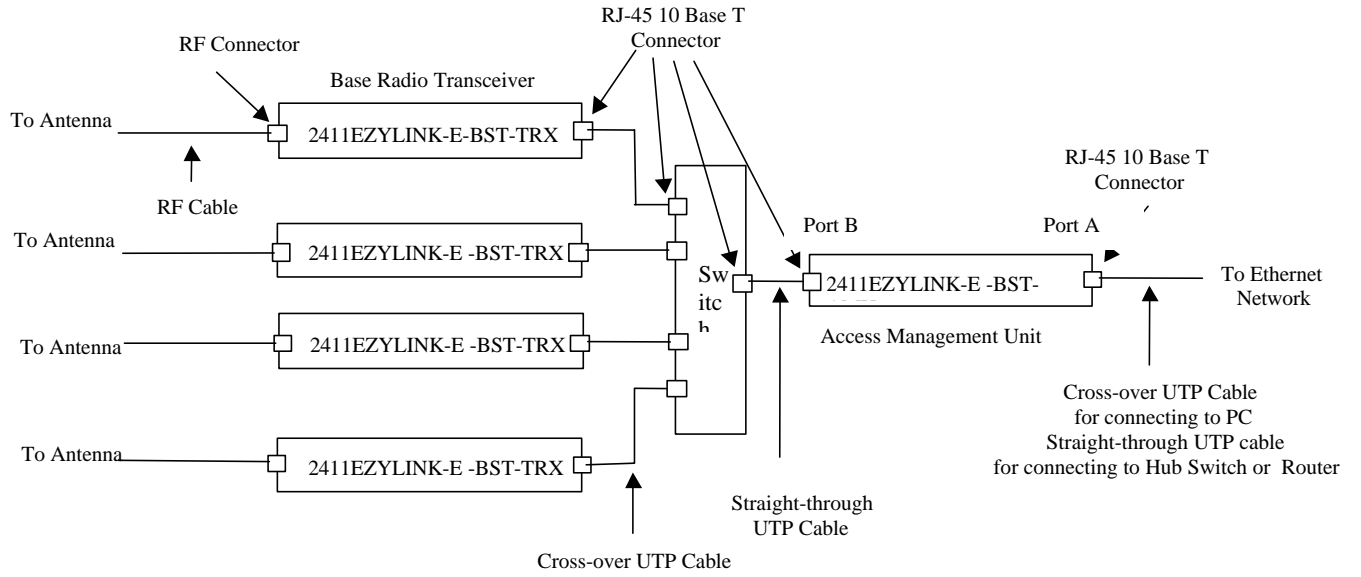 RJ-45 10 Base T
Connector
RF Connector
Base Radio Transceiver
To Antenna
2411EZYLINK-E-BST-TRX
RJ-45 10 Base T
Connector
RF Cable
Port B
Port A
To Antenna
2411EZYLINK-E -BST-TRX
Sw
itc
h
2411EZYLINK-E -BST-
To Ethernet
Network
To Antenna
2411EZYLINK-E -BST-TRX
Access Management Unit
Cross-over UTP Cable
for connecting to PC
Straight-through UTP cable
for connecting to Hub Switch or Router
To Antenna
2411EZYLINK-E -BST-TRX
Straight-through
UTP Cable
Cross-over UTP Cable